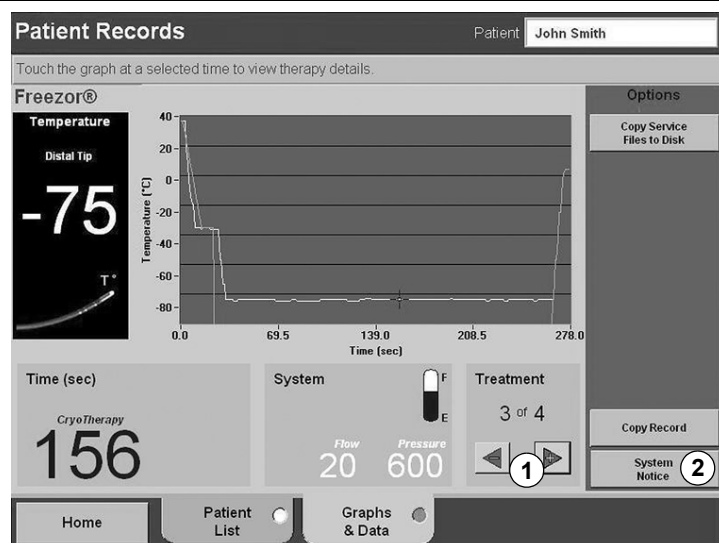 Patient Records
Patient John Smith
Touch the graph at a selected time to view therapy details.
Freezor®
Temperature
Distal Tip
-75
T°
Temperature (°C)
40
20
0
-20
-40
-60
-80
0.0 69.5 149.0 208.5 278.0
Time (sec)
Options
Copy Service
Files to Disk
Time (sec)
CryoTherapy
156
System
F
E
Flow Pressure
20 600
Treatment
3 of 4
1
Copy Record
System
Notice
2
Home
Patient
List
Graphs
& Data